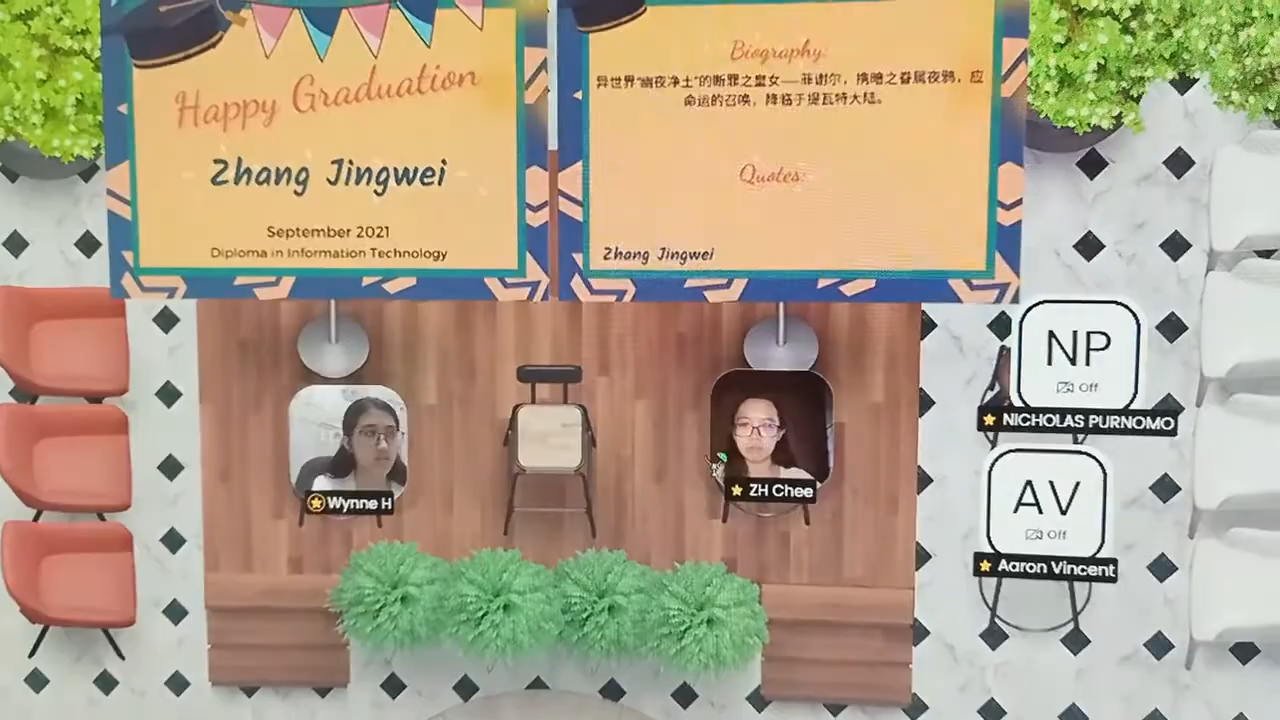 Happy Graduation
Zhang Jingwei
September 2021
Diploma in Information Technology
Biography:
异世界“幽夜净土”的断罪之皇女——菲谢尔，携暗之眷属夜鸦，应
命运的召唤，降临于提瓦特大陆。
Quotes:
Zhang Jingwei
Wynne H
ZH Chee
NP
Off
NICHOLAS PURNOMO
AV
Off
Aaron Vincent